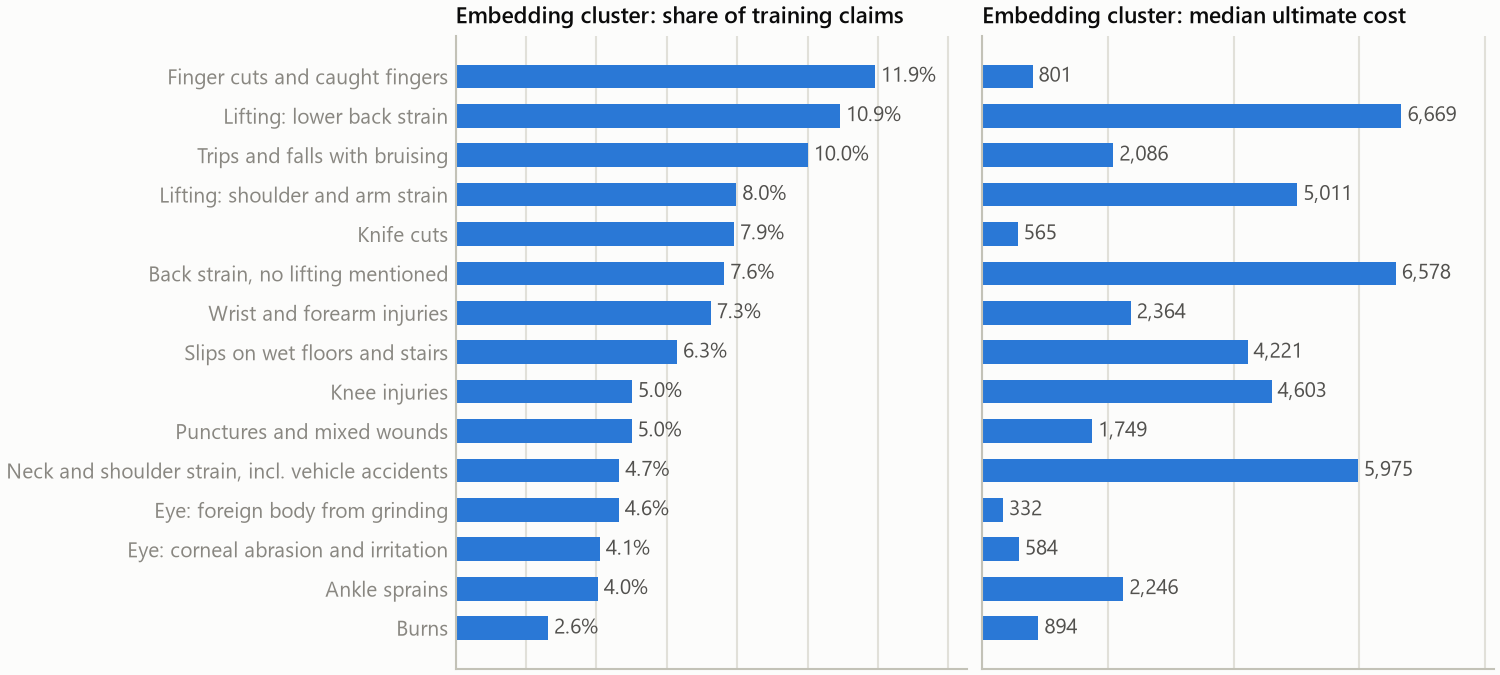 Embedding cluster: share of training claims
Embedding cluster: median ultimate cost
Finger cuts and caught fingers 11.9% 801
Lifting: lower back strain 10.9% 6,669
Trips and falls with bruising 10.0% 2,086
Lifting: shoulder and arm strain 8.0% 5,011
Knife cuts 7.9% 565
Back strain, no lifting mentioned 7.6% 6,578
Wrist and forearm injuries 7.3% 2,364
Slips on wet floors and stairs 6.3% 4,221
Knee injuries 5.0% 4,603
Punctures and mixed wounds 5.0% 1,749
Neck and shoulder strain, incl. vehicle accidents 4.7% 5,975
Eye: foreign body from grinding 4.6% 332
Eye: corneal abrasion and irritation 4.1% 584
Ankle sprains 4.0% 2,246
Burns 2.6% 894